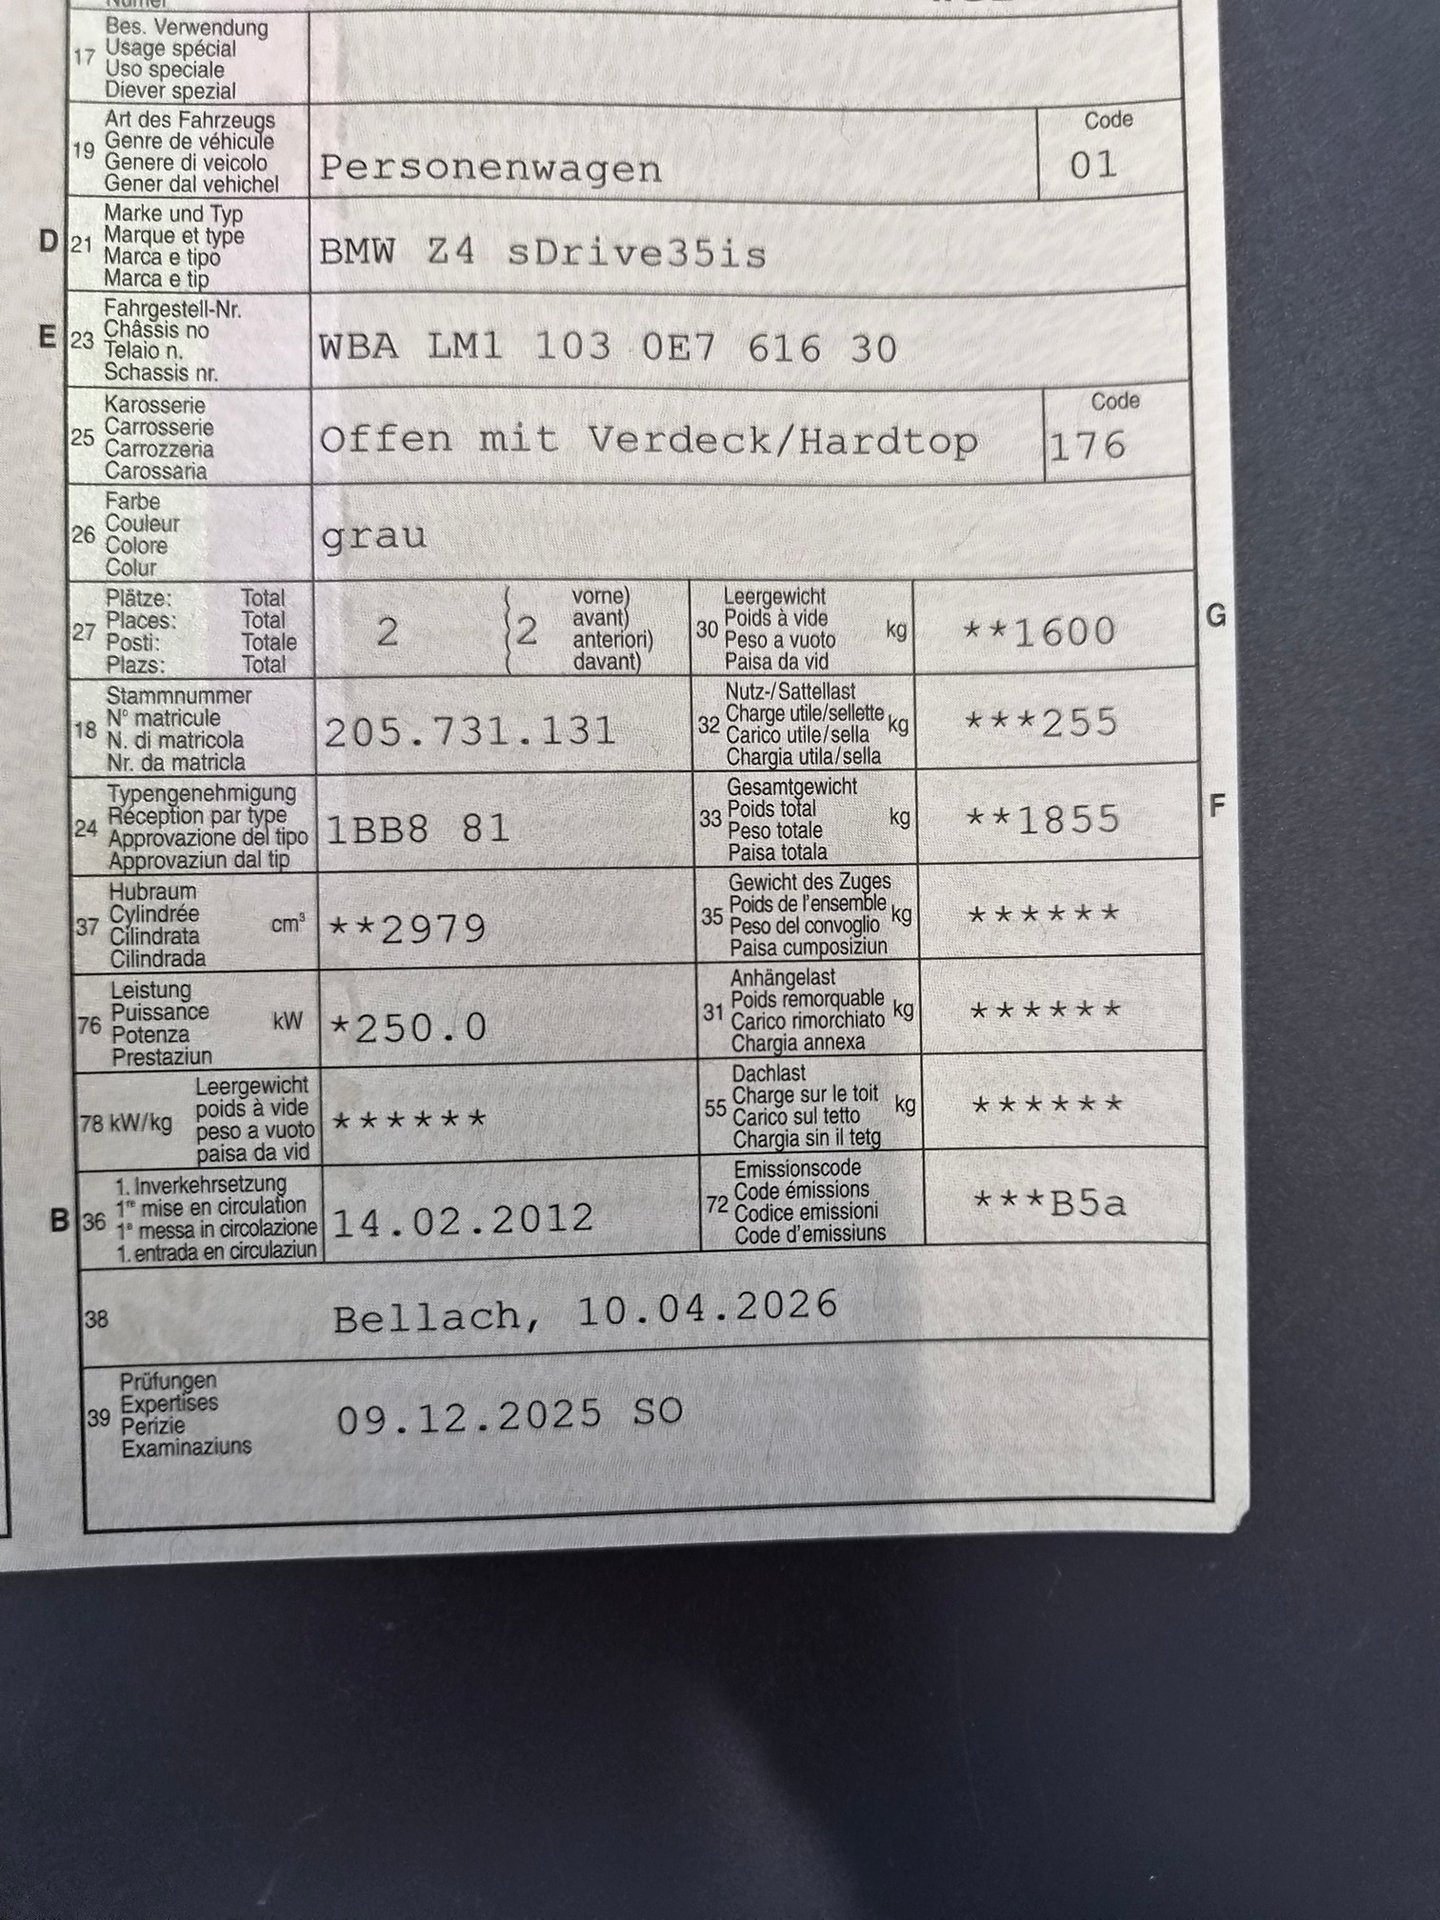 17 Bes. Verwendung
Usage spécial
Uso speciale
Diever spezial
19 Art des Fahrzeugs
Genre de véhicule
Genere di veicolo
Gener dal vehichel
Personenwagen
Code
01
D 21 Marke und Typ
Marque et type
Marca e tipo
Marca e tip
BMW Z4 sDrive35is
E 23 Fahrgestell-Nr.
Châssis no
Telaio n.
Schassis nr.
WBA LM1 103 0E7 616 30
25 Karosserie
Carrosserie
Carrozzeria
Carossaria
Offen mit Verdeck/Hardtop
Code
176
26 Farbe
Couleur
Colore
Colur
grau
27 Plätze: Total
Places: Total
Posti: Totale
Plazs: Total
2
( 2 vorne)
avant)
anteriori)
davant)
30 Leergewicht
Poids à vide
Peso a vuoto
Paisa da vid
kg
**1600
G
18 Stammnummer
N° matricule
N. di matricola
Nr. da matricla
205.731.131
32 Nutz-/Sattellast
Charge utile/sellette
Carico utile/sella
Chargia utila/sella
kg
***255
24 Typengenehmigung
Réception par type
Approvazione del tipo
Approvaziun dal tip
1BB8 81
33 Gesamtgewicht
Poids total
Peso totale
Paisa totala
kg
**1855
F
37 Hubraum
Cylindrée
Cilindrata
Cilindrada
cm³
**2979
35 Gewicht des Zuges
Poids de l'ensemble
Peso del convoglio
Paisa cumposiziun
kg
******
76 Leistung
Puissance
Potenza
Prestaziun
kW
*250.0
31 Anhängelast
Poids remorquable
Carico rimorchiato
Chargia annexa
kg
******
78 kW/kg
Leergewicht
poids à vide
peso a vuoto
paisa da vid
******
55 Dachlast
Charge sur le toit
Carico sul tetto
Chargia sin il tetg
kg
******
B 36 1. Inverkehrsetzung
1re mise en circulation
1a messa in circolazione
1. entrada en circulaziun
14.02.2012
72 Emissionscode
Code émissions
Codice emissioni
Code d'emissiuns
***B5a
38 Bellach, 10.04.2026
39 Prüfungen
Expertises
Perizie
Examinaziuns
09.12.2025 SO